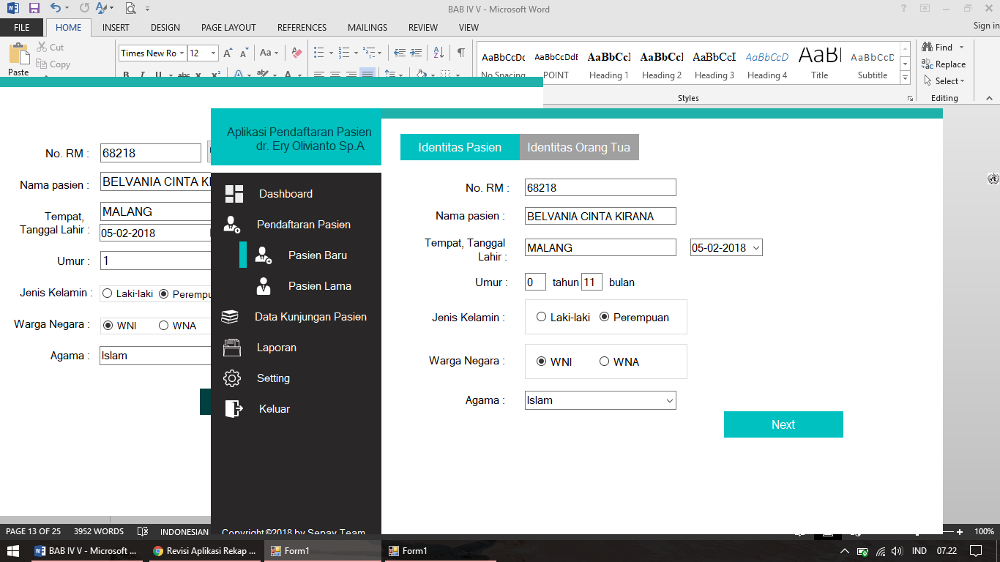 BAB IV V - Microsoft Word
Sign in
FILE HOME INSERT DESIGN PAGE LAYOUT REFERENCES MAILINGS REVIEW VIEW
Cut
Copy
Paste
Times New Ro 12
Aa
AaBbCcDc AaBbCcDdE AaBbCc AaBbCc AaBbCcD AaBbCcD AaB AaBbCcD
No Spacing POINT Heading 1 Heading 2 Heading 3 Heading 4 Title Subtitle
Styles
Find
Replace
Select
Editing
No. RM : 68218
Nama pasien : BELVANIA CINTA
Tempat, MALANG
Tanggal Lahir : 05-02-2018
Umur : 1
Jenis Kelamin : Laki-laki Perempu
Warga Negara : WNI WNA
Agama : Islam
Aplikasi Pendaftaran Pasien
dr. Ery Olivianto Sp.A
Dashboard
Pendaftaran Pasien
Pasien Baru
Pasien Lama
Data Kunjungan Pasien
Laporan
Setting
Keluar
Copyright ©2018 by Sepay Team
Identitas Pasien Identitas Orang Tua
No. RM : 68218
Nama pasien : BELVANIA CINTA KIRANA
Tempat, Tanggal
Lahir : MALANG 05-02-2018
Umur : 0 tahun 11 bulan
Jenis Kelamin : Laki-laki Perempuan
Warga Negara : WNI WNA
Agama : Islam
Next
PAGE 13 OF 25 3952 WORDS INDONESIAN
100%
BAB IV V - Microsoft ...
Revisi Aplikasi Rekap ...
Form1
Form1
IND 07.22